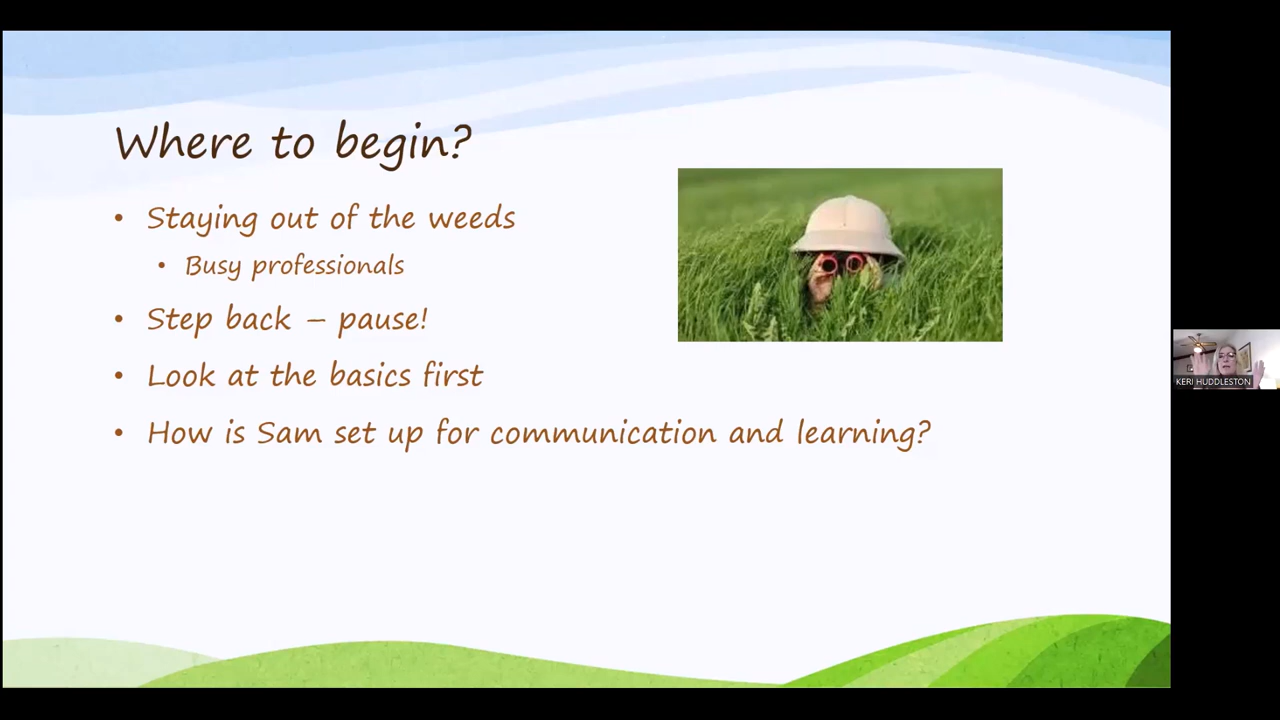 Where to begin?
• Staying out of the weeds
• Busy professionals
• Step back – pause!
• Look at the basics first
• How is Sam set up for communication and learning?
KERI HUDDLESTON